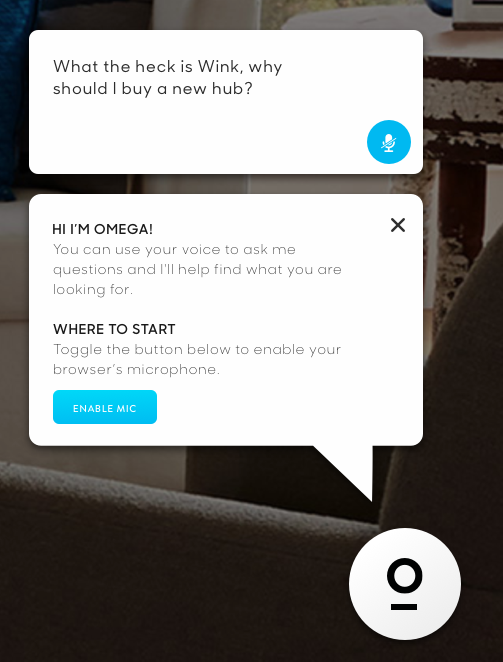 What the heck is Wink, why
should I buy a new hub?
HI I'M OMEGA!
You can use your voice to ask me
questions and I'll help find what you are
looking for.
WHERE TO START
Toggle the button below to enable your
browser's microphone.
ENABLE MIC